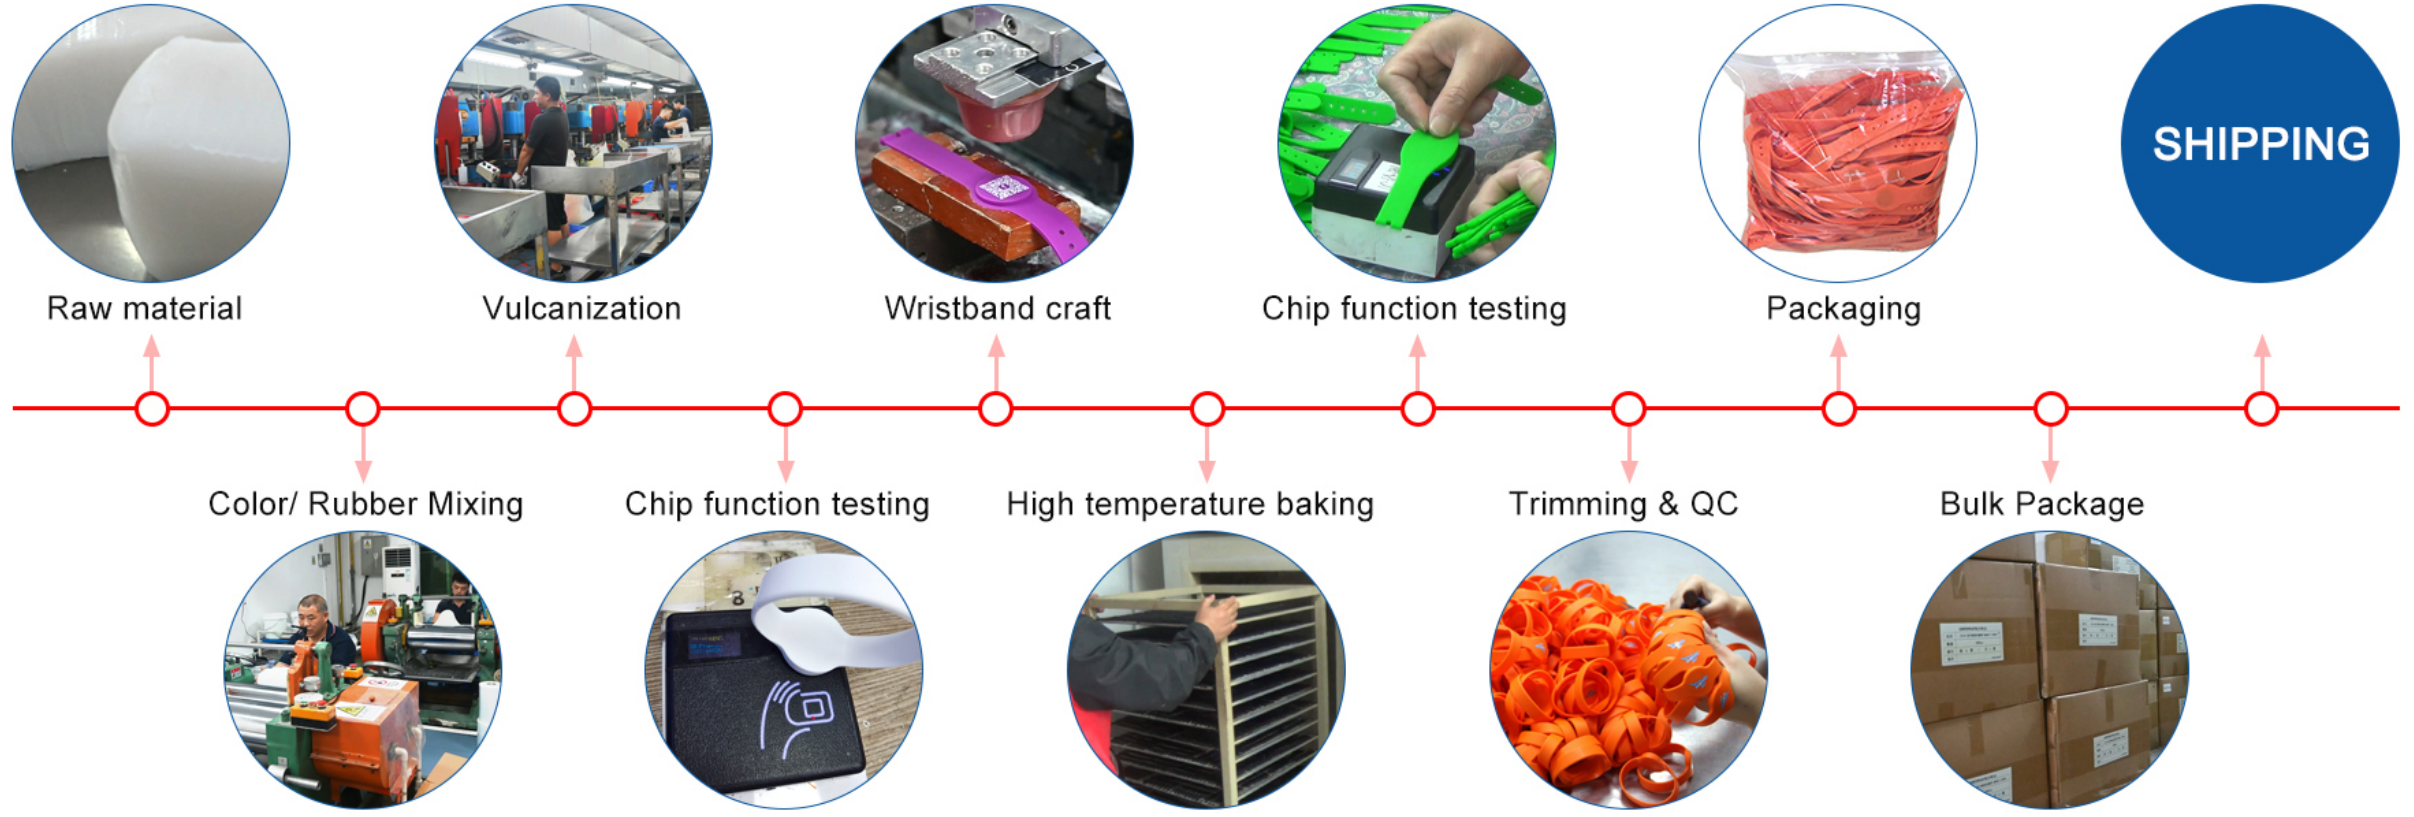 SHIPPING
Raw material
Vulcanization
Wristband craft
Chip function testing
Packaging
Color/ Rubber Mixing
Chip function testing
High temperature baking
Trimming & QC
Bulk Package